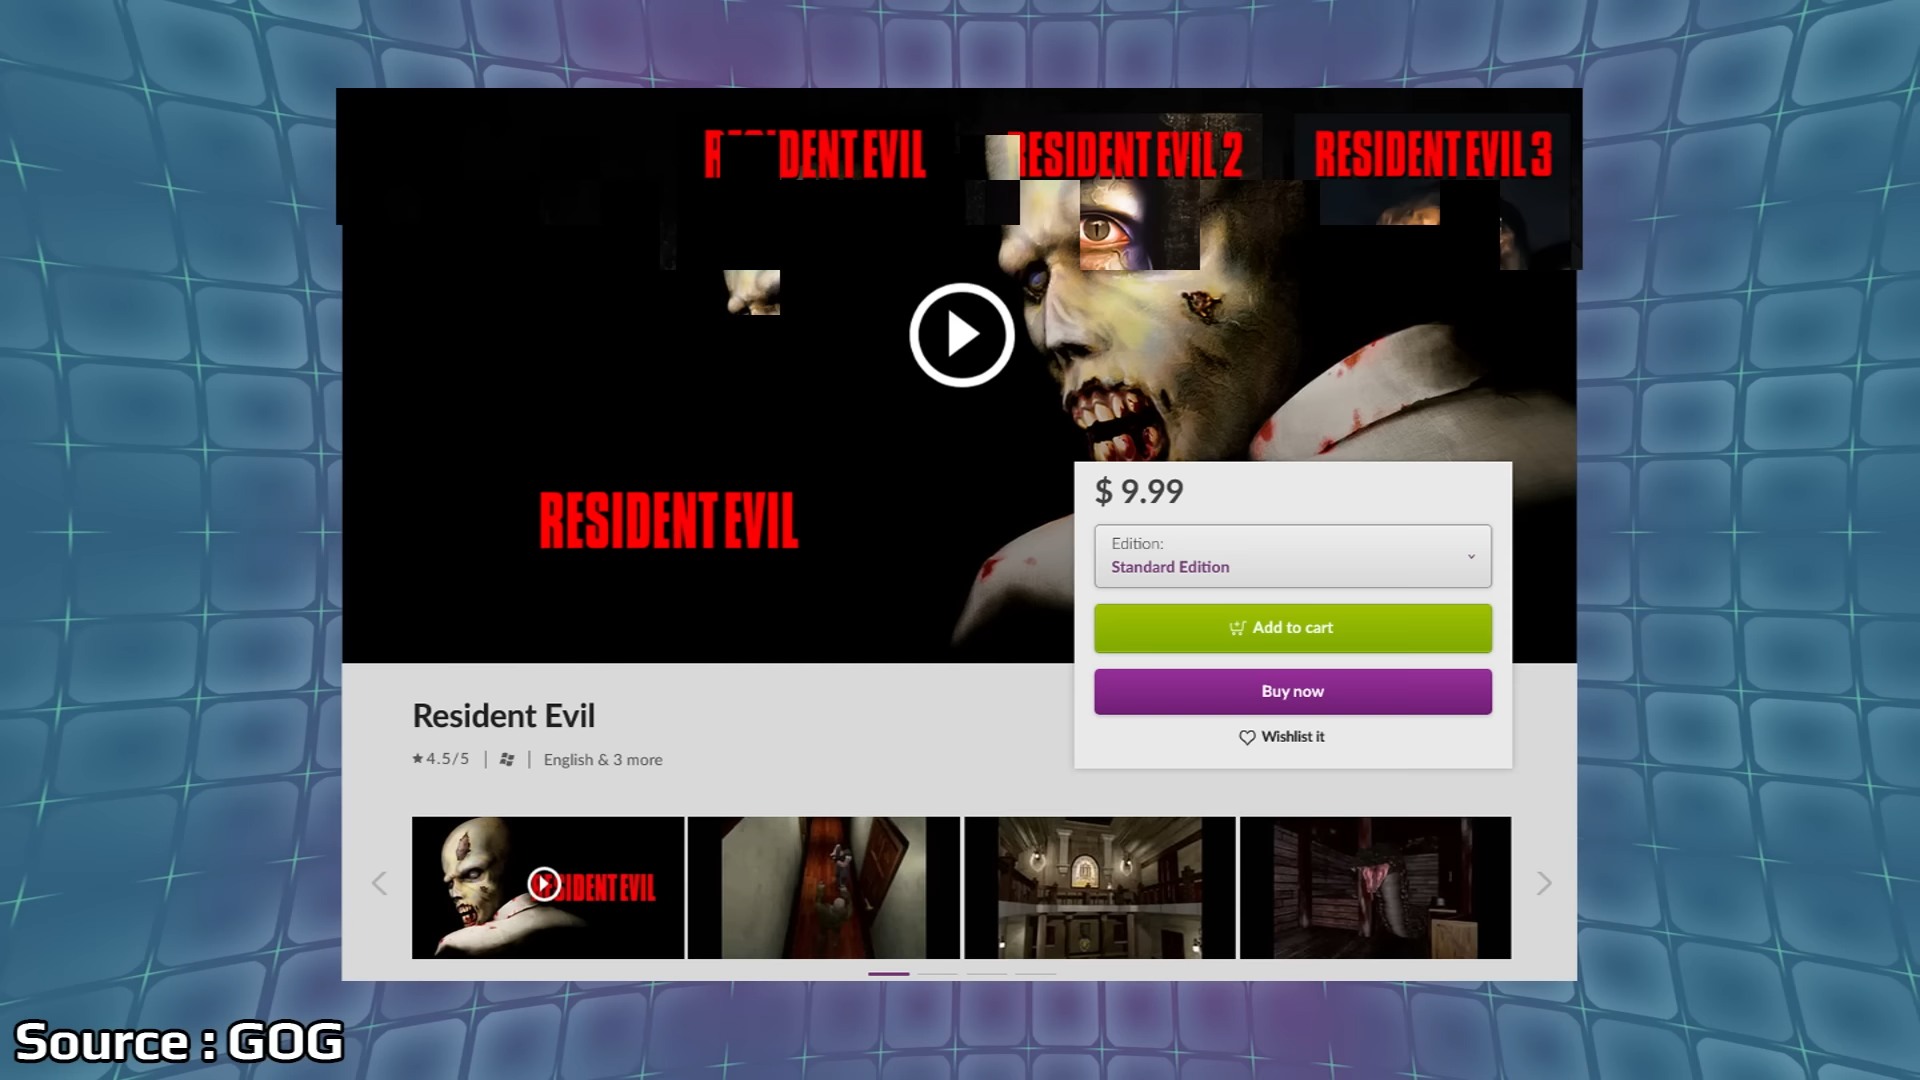 RESIDENT EVIL 2
RESIDENT EVIL 3
RESIDENT EVIL
$ 9.99
Edition:
Standard Edition
Add to cart
Buy now
Wishlist it
Resident Evil
4.5/5 | | English & 3 more
EVIL
Source : GOG